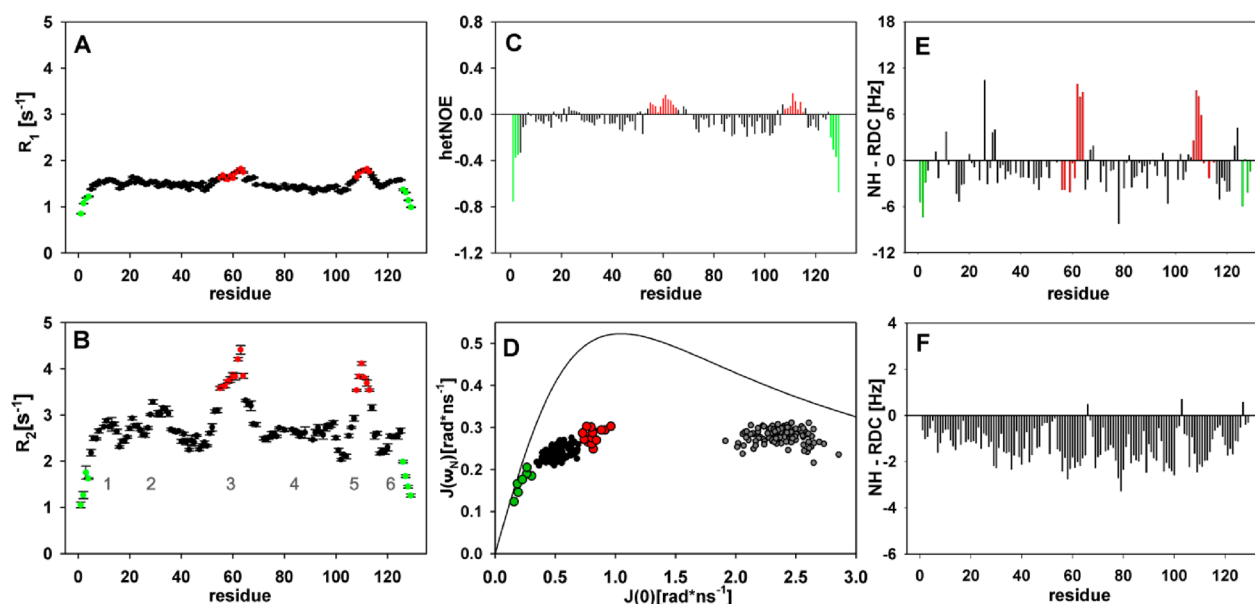 A
R1 [s-1]
5
4
3
2
1
0
0 20 40 60 80 100 120
residue
C
hetNOE
0.8
0.4
0.0
-0.4
-0.8
-1.2
0 20 40 60 80 100 120
residue
E
NH - RDC [Hz]
18
12
6
0
-6
-12
0 20 40 60 80 100 120
residue
B
R2[s-1]
5
4
3
2
1
0
1 2 3 4 5 6
0 20 40 60 80 100 120
residue
D
J(wN)[rad*ns-1]
0.5
0.4
0.3
0.2
0.1
0.0
0.0 0.5 1.0 1.5 2.0 2.5 3.0
J(0)[rad*ns-1]
F
NH - RDC [Hz]
4
2
0
-2
-4
-6
0 20 40 60 80 100 120
residue